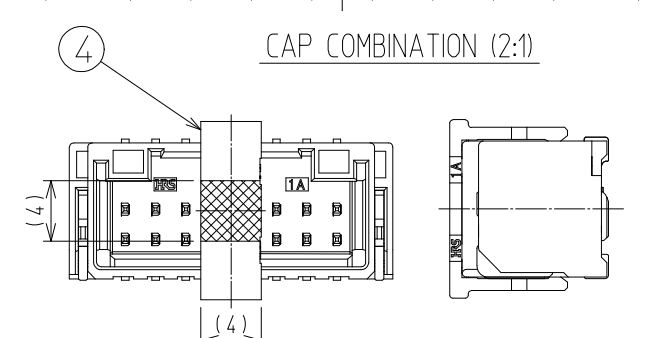 4
CAP COMBINATION (2:1)
HRS
1A
(4)
(4)
1A
HRS